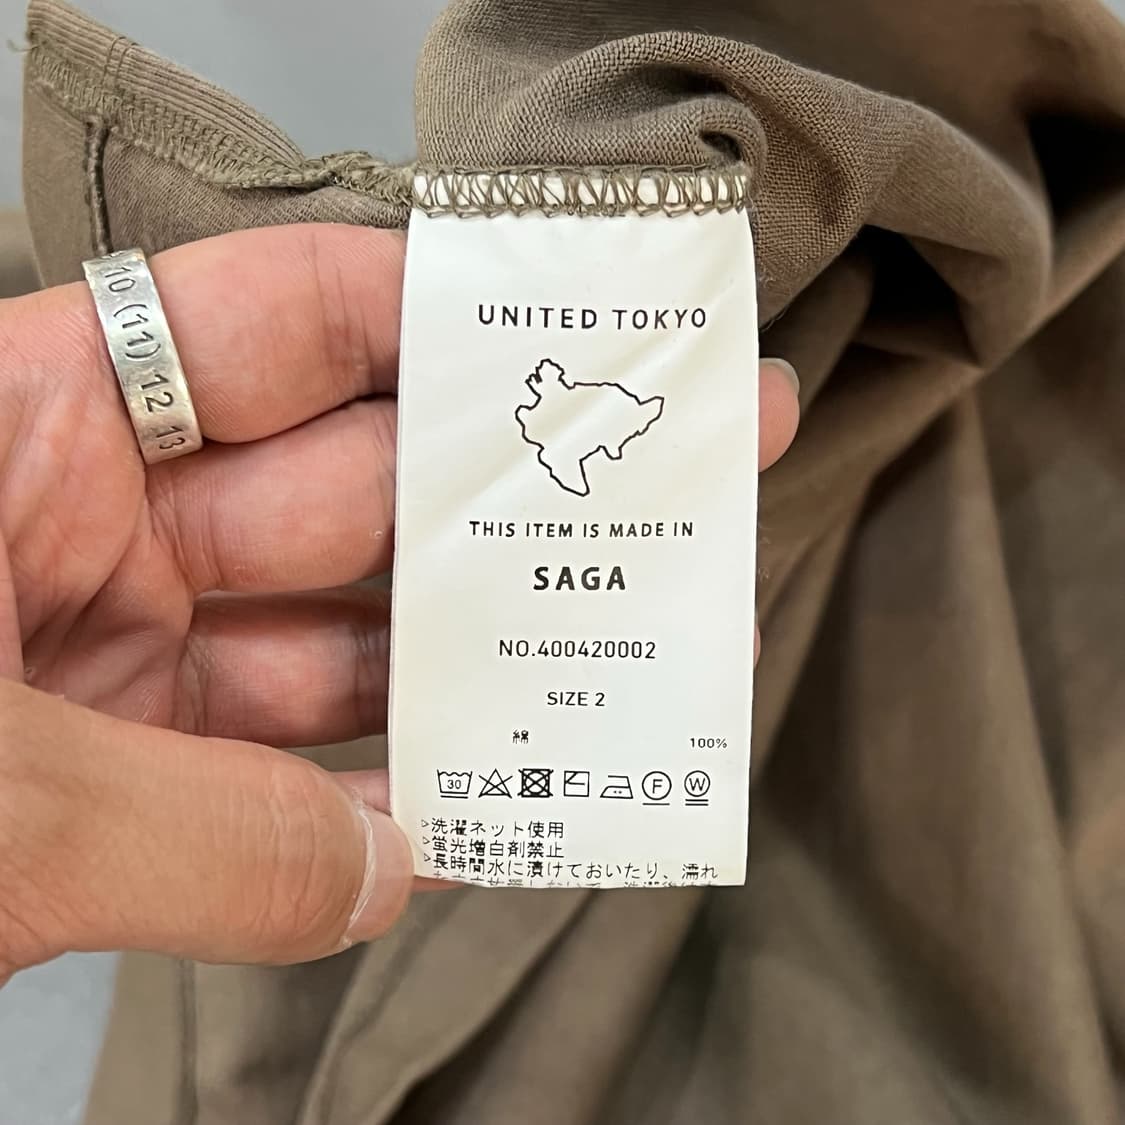 10 (11) 12 13
UNITED TOKYO
THIS ITEM IS MADE IN
SAGA
NO.400420002
SIZE 2
綿 100%
30 F W
洗濯ネット使用
蛍光増白剤禁止
長時間水に漬けておいたり、濡れ